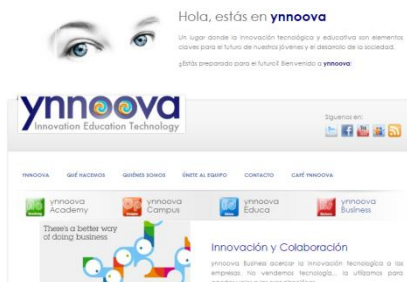 Hola, estás en ynnoova
Un lugar donde la innovación tecnológica y educativa son elementos
claves para el futuro de nuestros jóvenes y el desarrollo de la sociedad.
¿Estás preparado para el futuro? Bienvenido a ynnoova!
ynnoova
Innovation Education Technology
Síguenos en:
YNNOOVA QUÉ HACEMOS QUIÉNES SOMOS ÚNETE AL EQUIPO CONTACTO CAFÉ YNNOOVA
ynnoova Academy
ynnoova Campus
ynnoova Educa
ynnoova Business
There's a better way
of doing business
Innovación y Colaboración
ynnoova Business acercar la innovación tecnológica a las
empresas. No vendemos tecnología... la utilizamos para